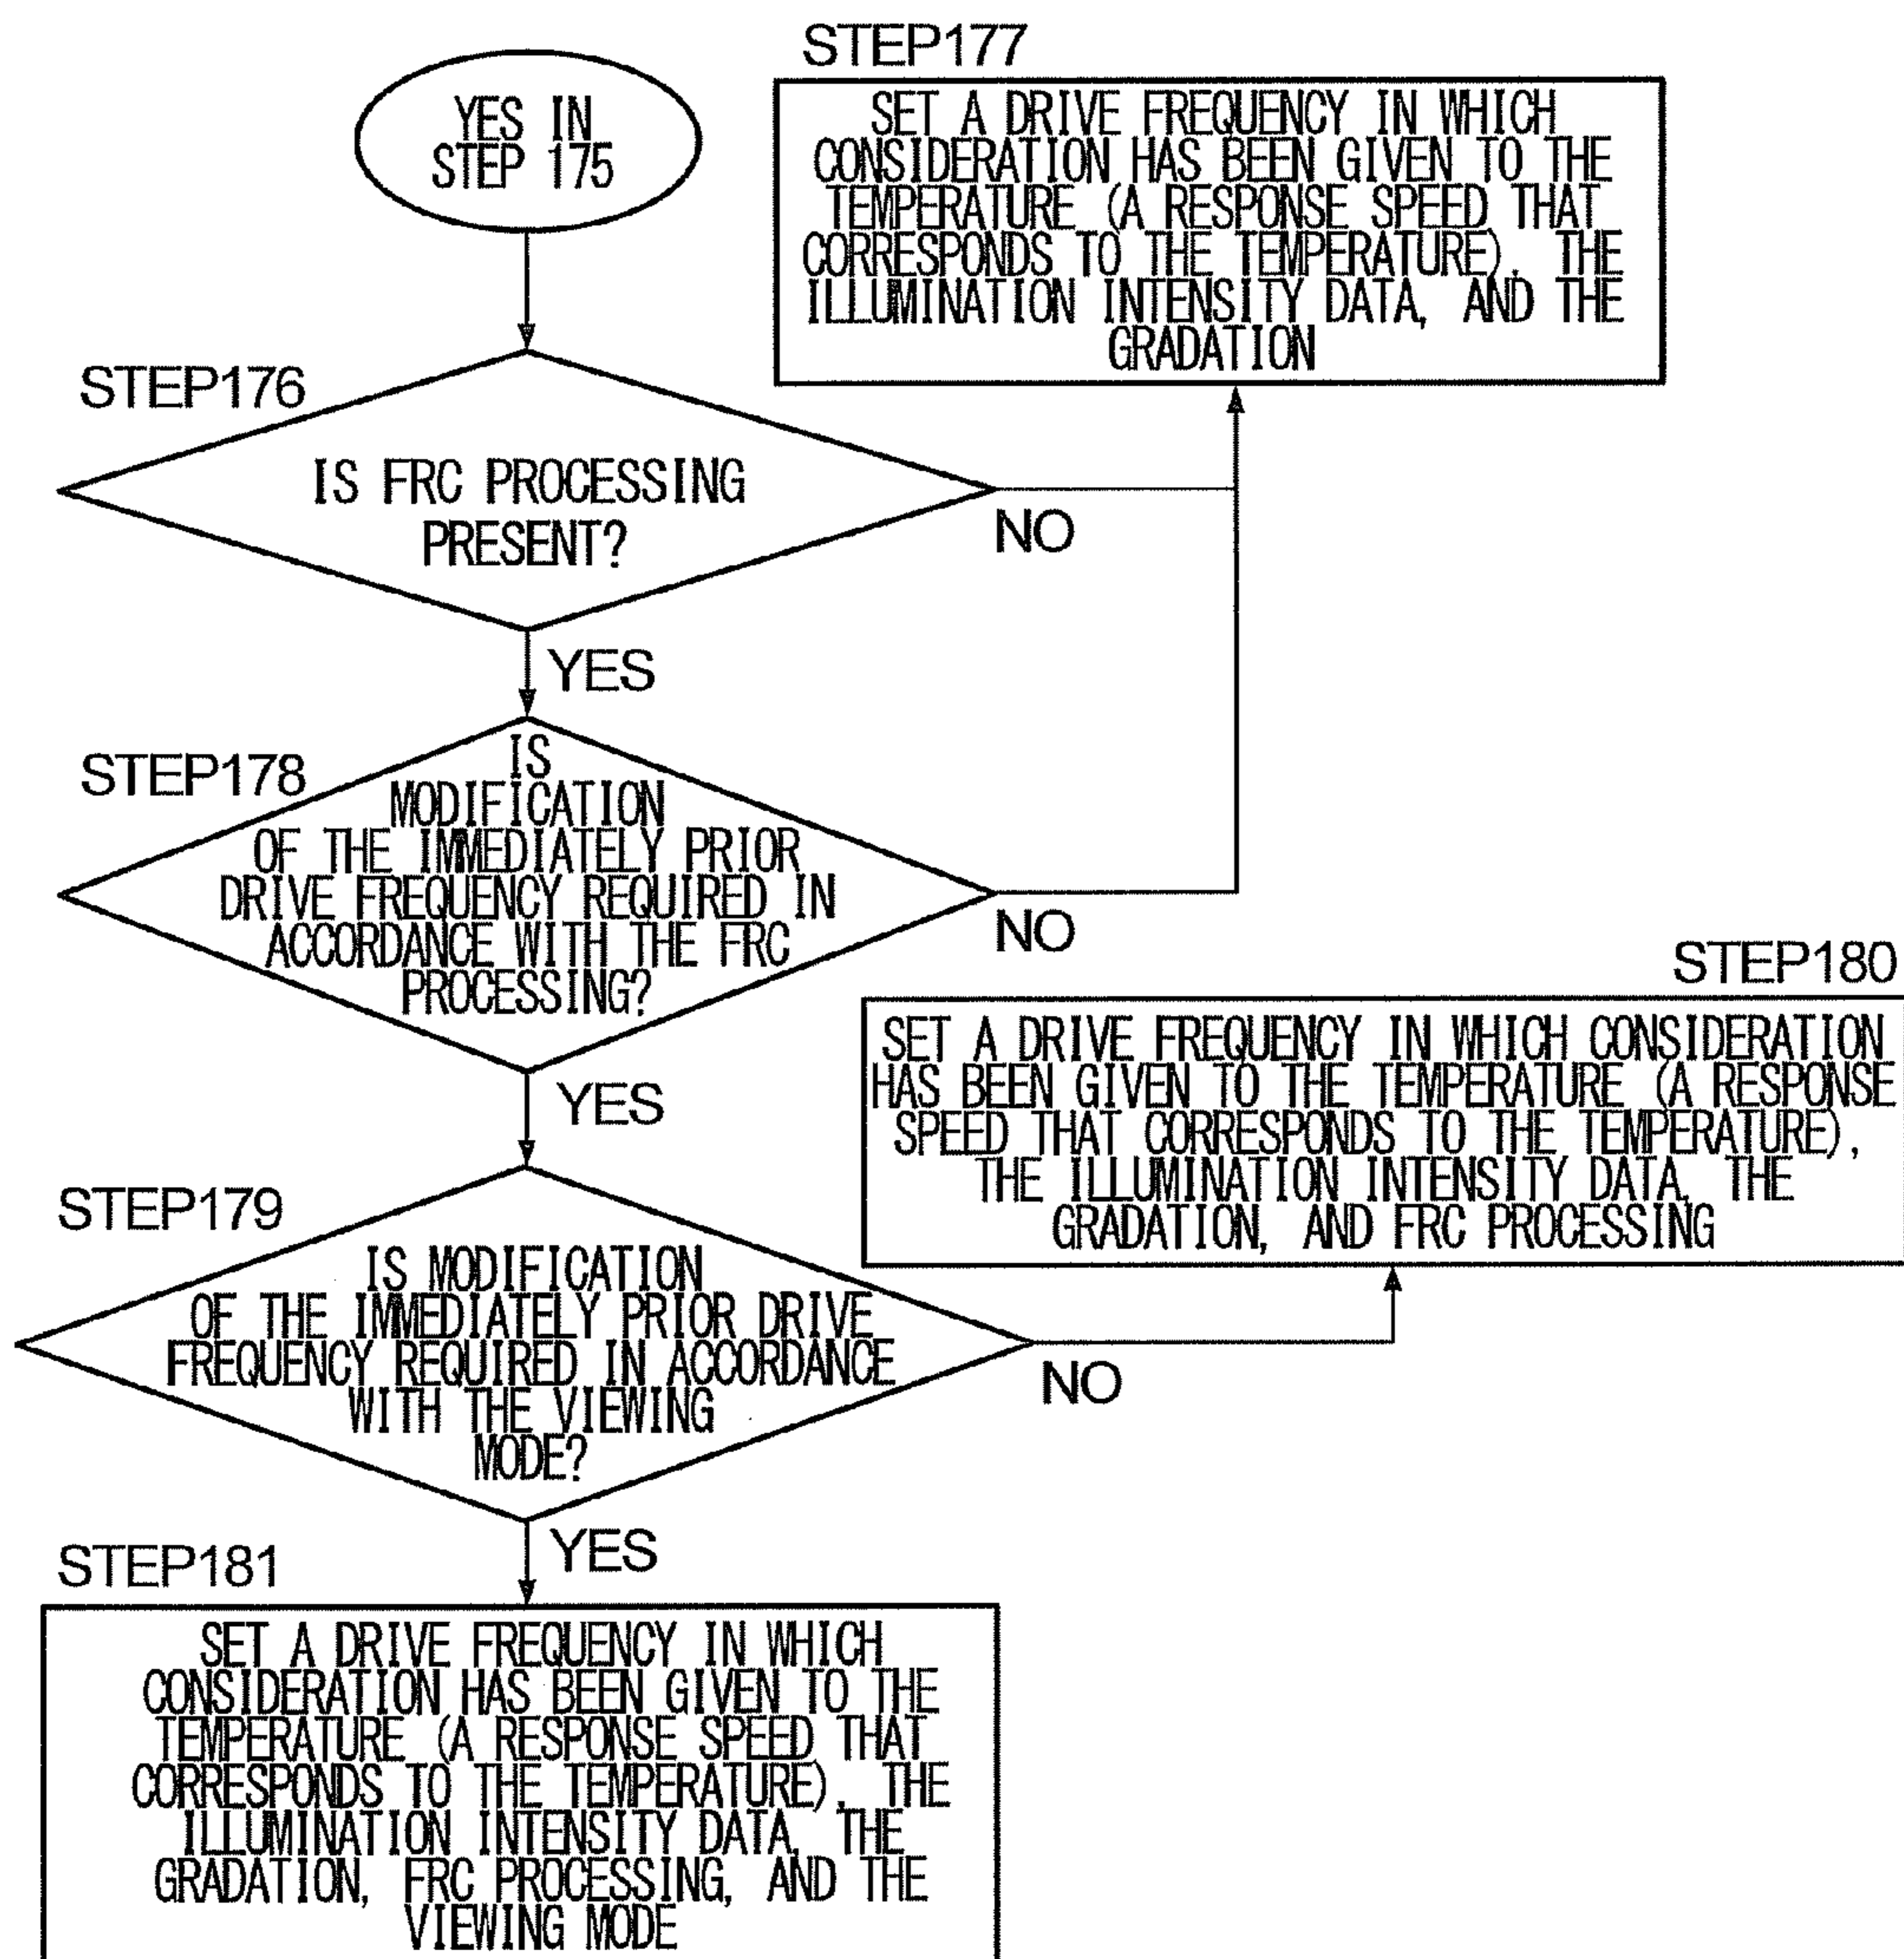 YES IN
STEP 175
STEP177
SET A DRIVE FREQUENCY IN WHICH
CONSIDERATION HAS BEEN GIVEN TO THE
TEMPERATURE (A RESPONSE SPEED THAT
CORRESPONDS TO THE TEMPERATURE), THE
ILLUMINATION INTENSITY DATA, AND THE
GRADATION
STEP176
IS FRC PROCESSING
PRESENT?
NO
YES
STEP178
IS
MODIFICATION
OF THE IMMEDIATELY PRIOR
DRIVE FREQUENCY REQUIRED IN
ACCORDANCE WITH THE FRC
PROCESSING?
NO
YES
STEP180
SET A DRIVE FREQUENCY IN WHICH CONSIDERATION
HAS BEEN GIVEN TO THE TEMPERATURE (A RESPONSE
SPEED THAT CORRESPONDS TO THE TEMPERATURE),
THE ILLUMINATION INTENSITY DATA, THE
GRADATION, AND FRC PROCESSING
STEP179
IS MODIFICATION
OF THE IMMEDIATELY PRIOR DRIVE
FREQUENCY REQUIRED IN ACCORDANCE
WITH THE VIEWING
MODE?
NO
YES
STEP181
SET A DRIVE FREQUENCY IN WHICH
CONSIDERATION HAS BEEN GIVEN TO THE
TEMPERATURE (A RESPONSE SPEED THAT
CORRESPONDS TO THE TEMPERATURE), THE
ILLUMINATION INTENSITY DATA, THE
GRADATION, FRC PROCESSING, AND THE
VIEWING MODE